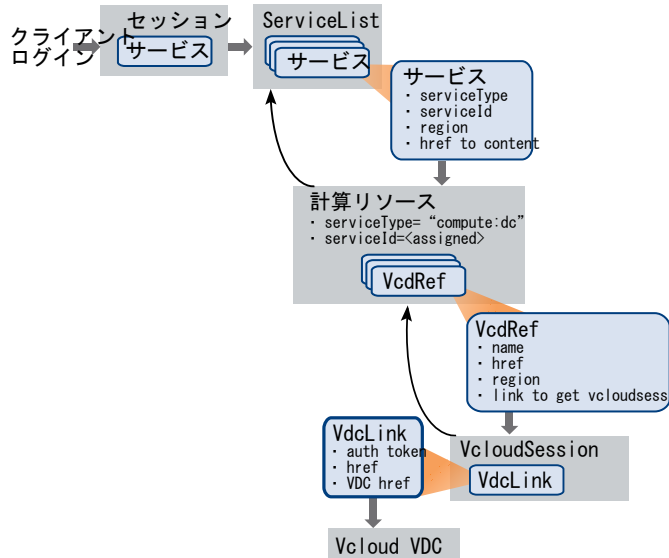 クライアント
ログイン
セッション
サービス
ServiceList
サービス
サービス
・ serviceType
・ serviceId
・ region
・ href to content
計算リソース
・ serviceType= “compute:dc”
・ serviceId=<assigned>
VcdRef
VcdRef
・ name
・ href
・ region
・ link to get vcloudsess
VdcLink
・ auth token
・ href
・ VDC href
VcloudSession
VdcLink
Vcloud VDC